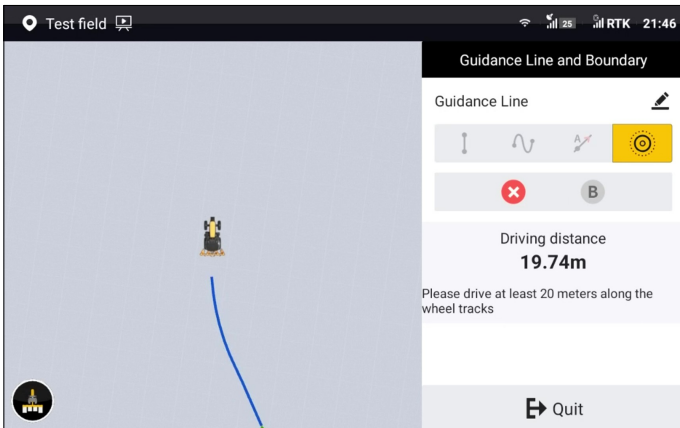 Test field
25
RTK 21:46
Guidance Line and Boundary
Guidance Line
A
B
Driving distance
19.74m
Please drive at least 20 meters along the
wheel tracks
Quit